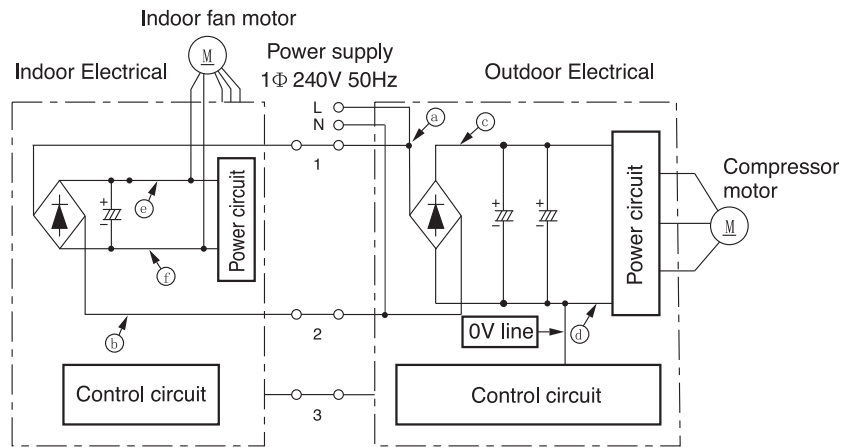 Indoor fan motor
M
Power supply
1Φ 240V 50Hz
Indoor Electrical
Outdoor Electrical
L
N
a
c
1
Compressor
motor
+
-
e
+
-
+
-
Power circuit
Power circuit
M
f
b
2
0V line
d
Control circuit
Control circuit
3